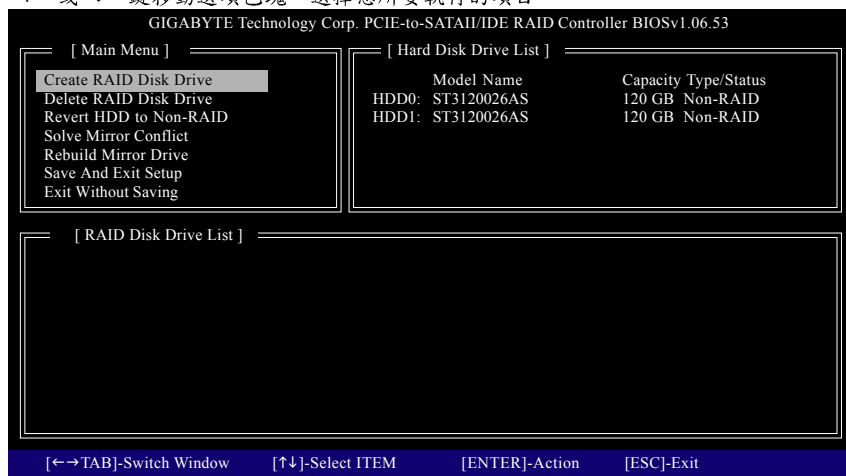 GIGABYTE Technology Corp. PCIE-to-SATAII/IDE RAID Controller BIOSv1.06.53
[ Main Menu ]
Create RAID Disk Drive
Delete RAID Disk Drive
Revert HDD to Non-RAID
Solve Mirror Conflict
Rebuild Mirror Drive
Save And Exit Setup
Exit Without Saving
[ Hard Disk Drive List ]
Model Name Capacity Type/Status
HDD0: ST3120026AS 120 GB Non-RAID
HDD1: ST3120026AS 120 GB Non-RAID
[ RAID Disk Drive List ]
[←→TAB]-Switch Window [↑↓]-Select ITEM [ENTER]-Action [ESC]-Exit